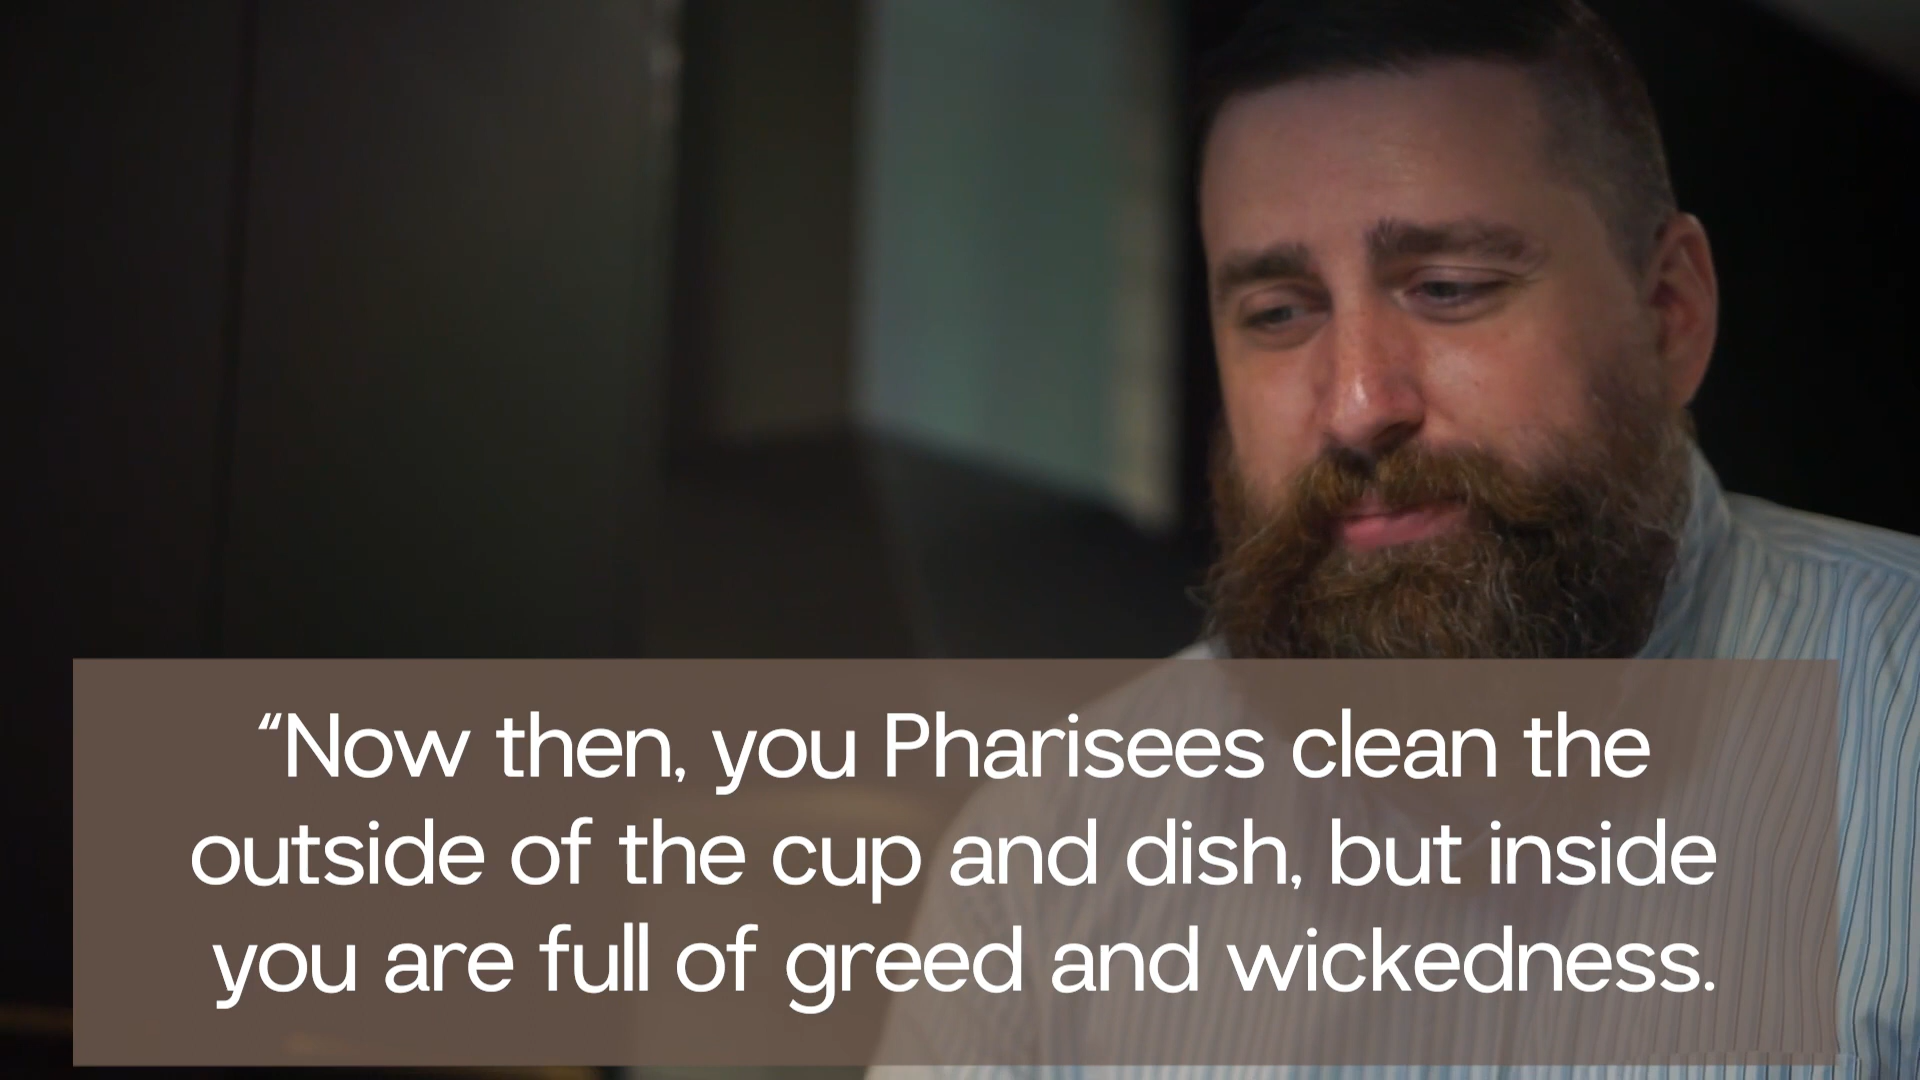 “Now then, you Pharisees clean the
outside of the cup and dish, but inside
you are full of greed and wickedness.